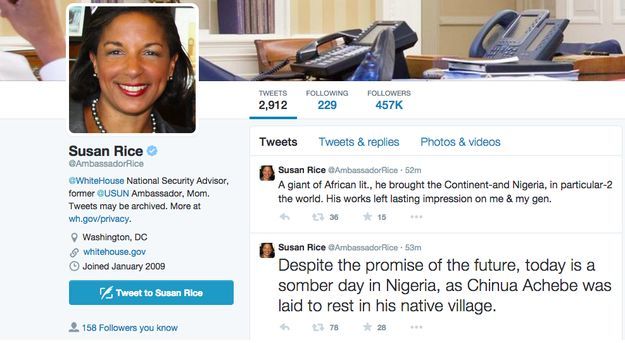 TWEETS
2,912
FOLLOWING
229
FOLLOWERS
457K
Susan Rice
@AmbassadorRice
@WhiteHouse National Security Advisor,
former @USUN Ambassador, Mom.
Tweets may be archived. More at
wh.gov/privacy.
Washington, DC
whitehouse.gov
Joined January 2009
Tweet to Susan Rice
158 Followers you know
Tweets
Tweets & replies
Photos & videos
Susan Rice @AmbassadorRice · 52m
A giant of African lit., he brought the Continent-and Nigeria, in particular-2
the world. His works left lasting impression on me & my gen.
36
15
Susan Rice @AmbassadorRice · 53m
Despite the promise of the future, today is a
somber day in Nigeria, as Chinua Achebe was
laid to rest in his native village.
78
28